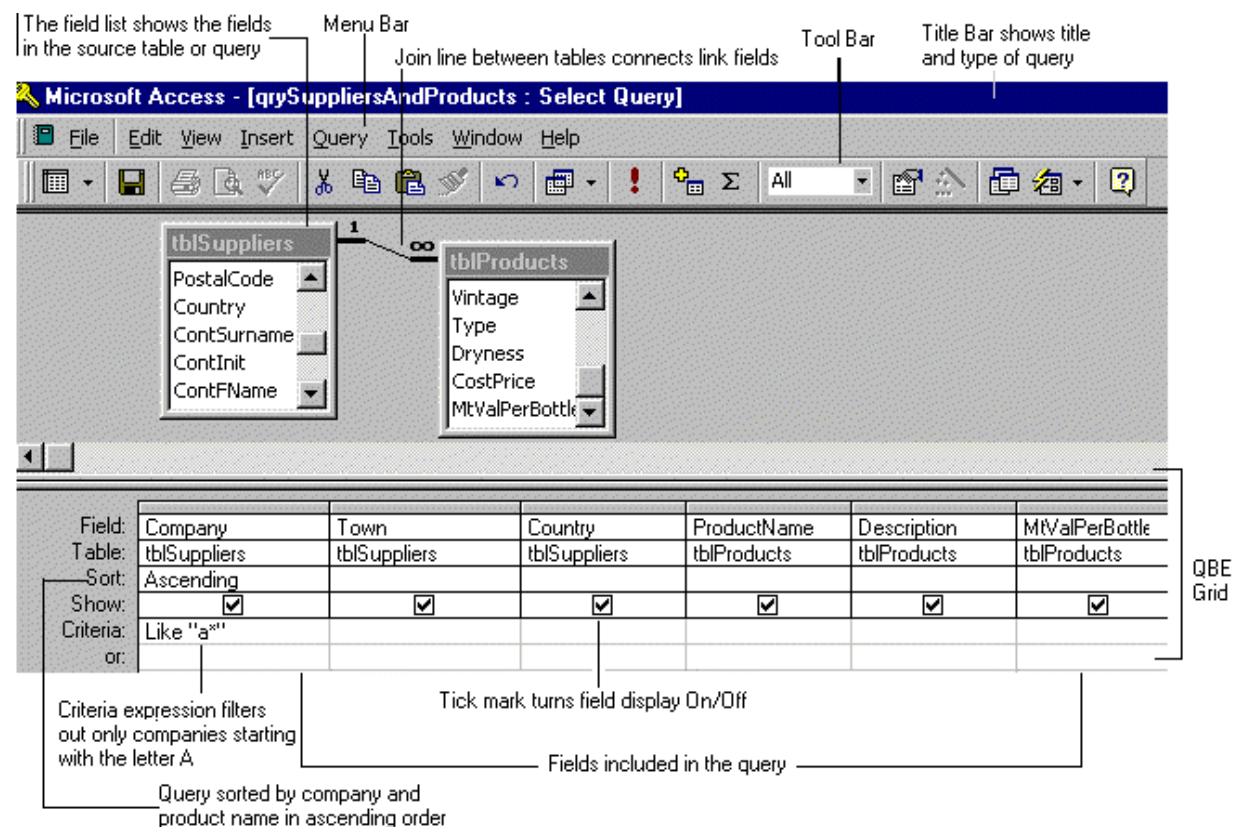 The field list shows the fields
in the source table or query
Menu Bar
Join line between tables connects link fields
Tool Bar
Title Bar shows title
and type of query
Microsoft Access - [qrySuppliersAndProducts : Select Query]
File Edit View Insert Query Tools Window Help
ABC
Σ All
1
∞
tblSuppliers
PostalCode
Country
ContSurname
ContInit
ContFName
tblProducts
Vintage
Type
Dryness
CostPrice
MtValPerBottle
Field: Company Town Country ProductName Description MtValPerBottle
Table: tblSuppliers tblSuppliers tblSuppliers tblProducts tblProducts tblProducts
Sort: Ascending
Show:
Criteria: Like "a*"
or:
QBE
Grid
Criteria expression filters
out only companies starting
with the letter A
Tick mark turns field display On/Off
Fields included in the query
Query sorted by company and
product name in ascending order